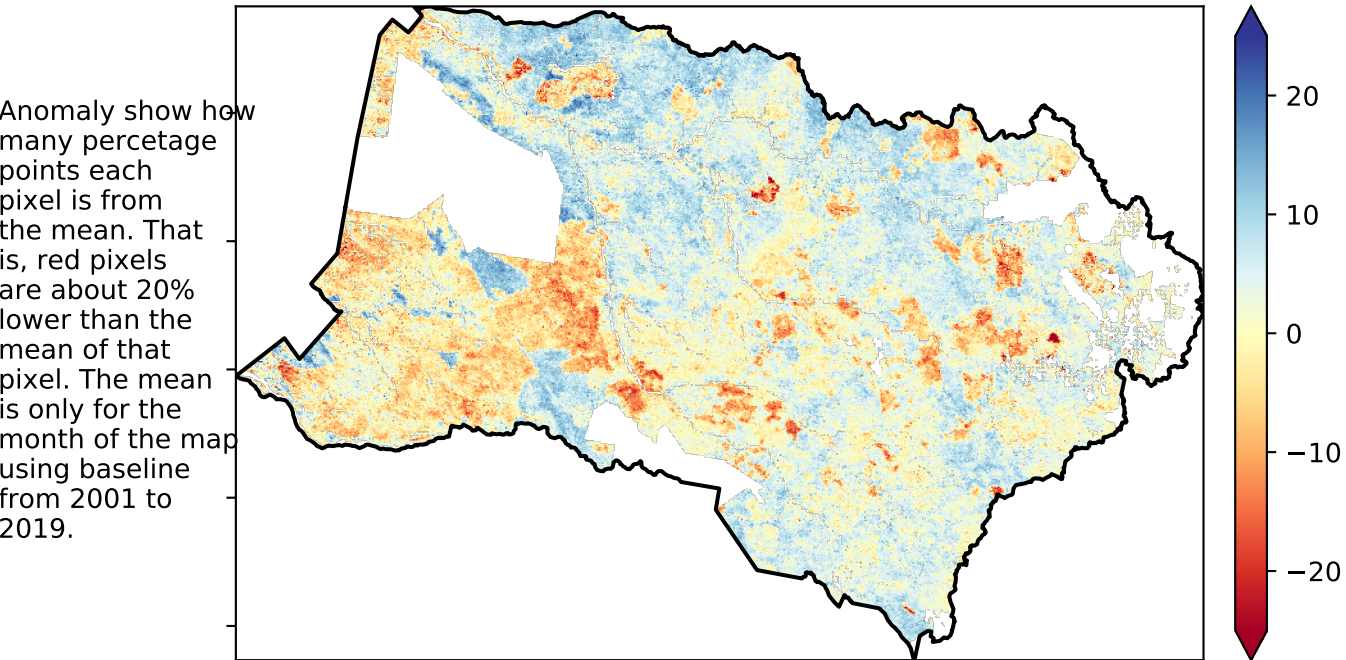 Anomaly show how
many percetage
points each
pixel is from
the mean. That
is, red pixels
are about 20%
lower than the
mean of that
pixel. The mean
is only for the
month of the map
using baseline
from 2001 to
2019.
20
10
0
−10
−20